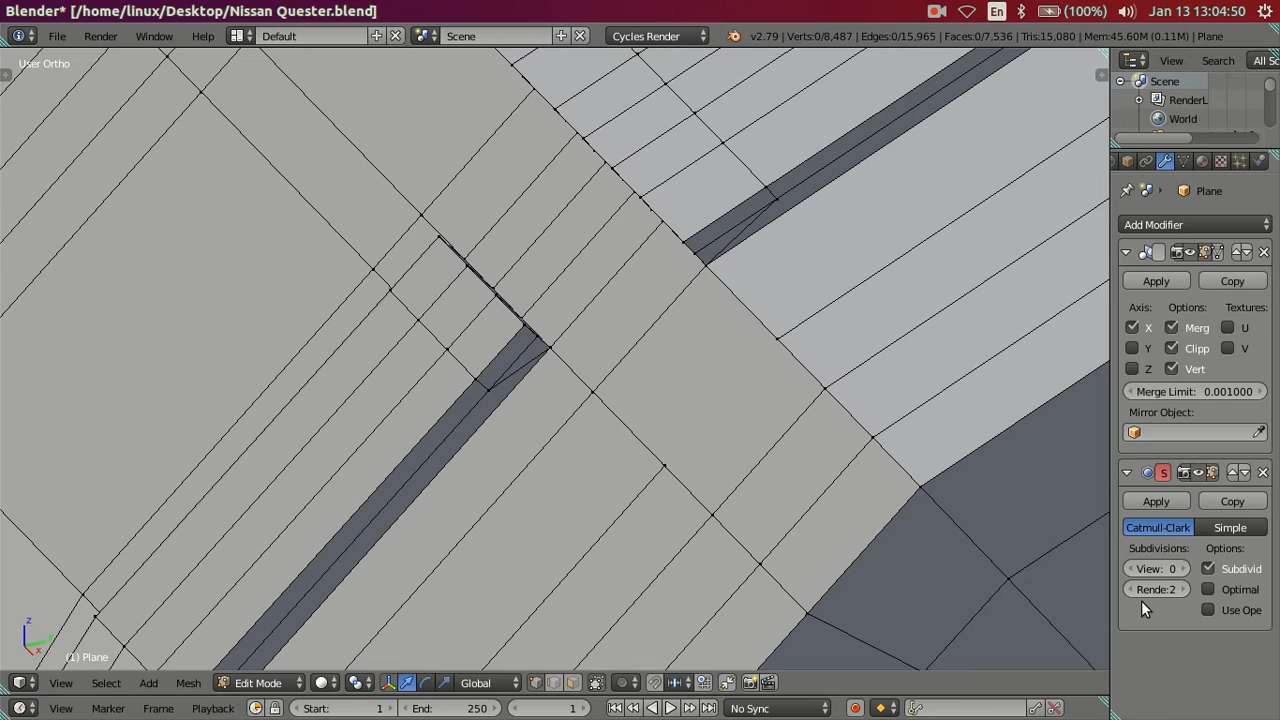 Blender* [/home/linux/Desktop/Nissan Quester.blend]
En (100%) Jan 13 13:04:50
File Render Window Help Default Scene Cycles Render v2.79 | Verts:0/8,487 | Edges:0/15,965 | Faces:0/7,536 | Tris:15,080 | Mem:45.60M (0.11M) | Plane
User Ortho
View Search All Sc
Scene
RenderL
World
Plane
Add Modifier
Apply Copy
Axis: Options: Textures:
X Merg U
Y Clipp V
Z Vert
Merge Limit: 0.001000
Mirror Object:
S
Apply Copy
Catmull-Clark Simple
Subdivisions: Options:
View: 0 Subdivid
Rende:2 Optimal
Use Ope
z
y
x
(1) Plane
View Select Add Mesh Edit Mode Global
View Marker Frame Playback Start: 1 End: 250 1 No Sync